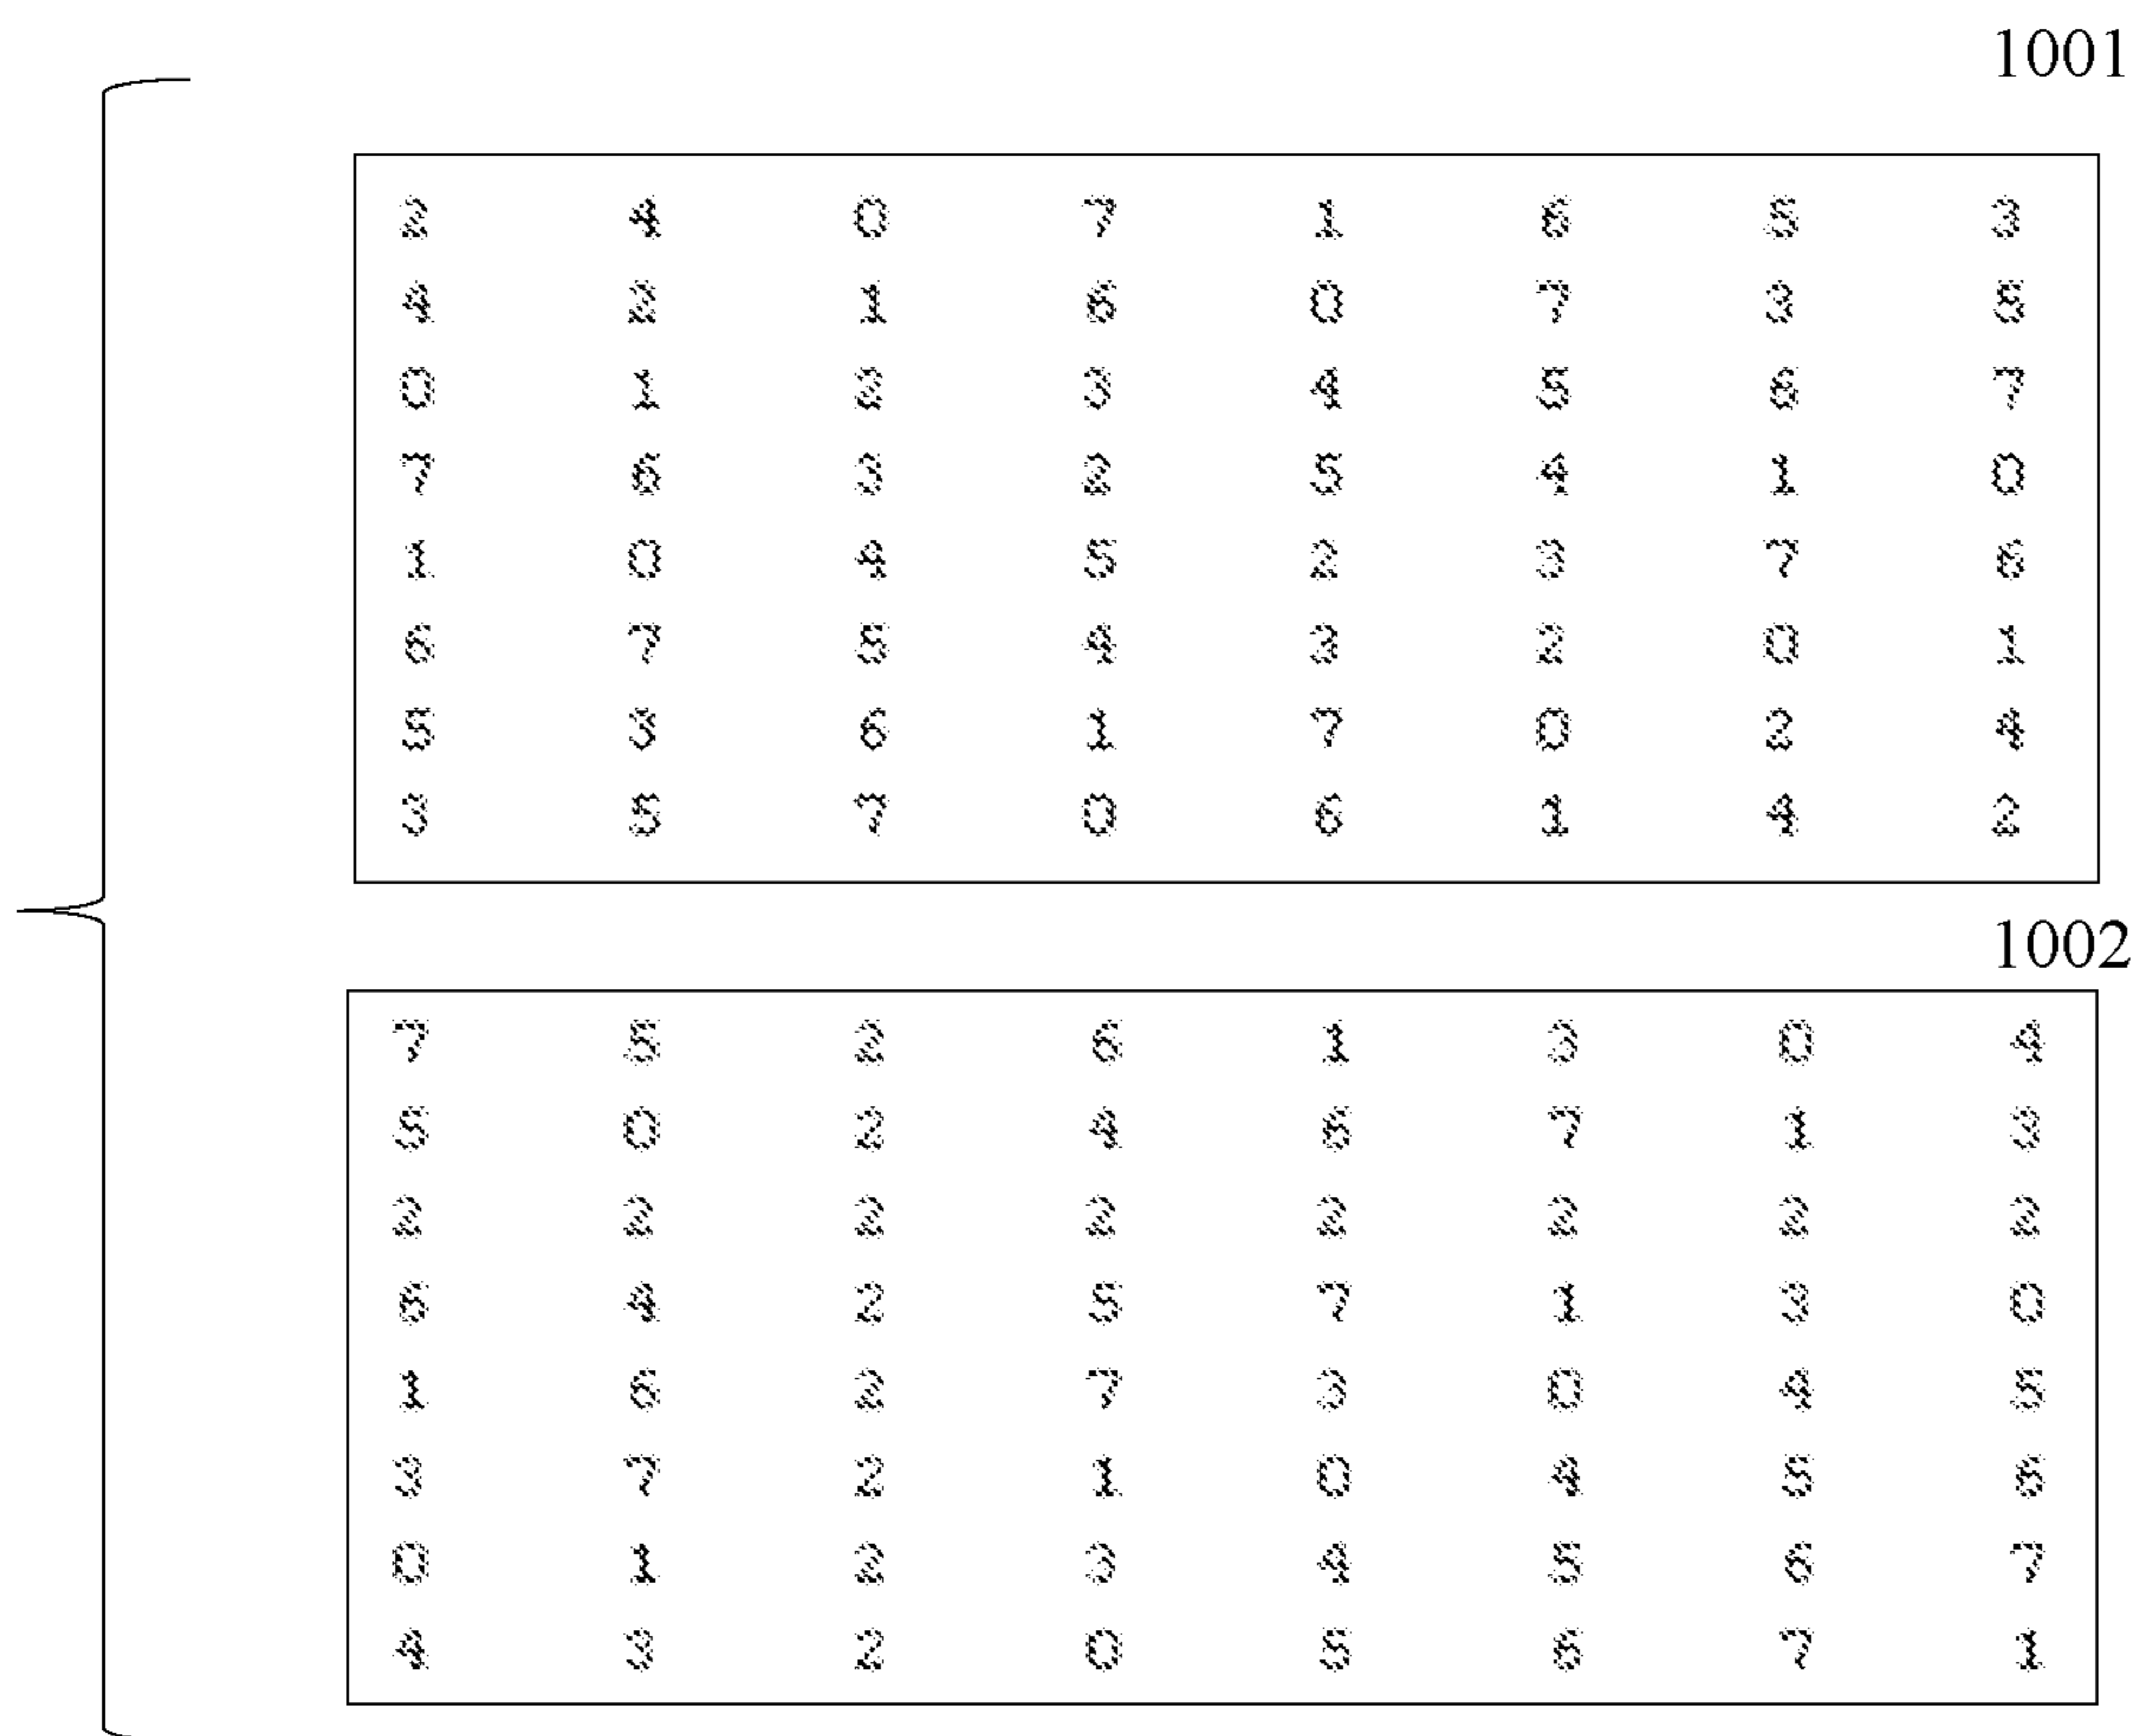 1001
2 4 0 7 1 6 5 3
4 2 1 6 0 7 3 5
0 1 2 3 4 5 6 7
7 6 3 2 5 4 1 0
1 0 4 5 2 3 7 6
6 7 5 4 3 2 0 1
5 3 6 1 7 0 2 4
3 5 7 0 6 1 4 2
1002
7 5 2 6 1 3 0 4
5 0 2 4 6 7 1 3
2 2 2 2 2 2 2 2
6 4 2 5 7 1 3 0
1 6 2 7 3 0 4 5
3 7 2 1 0 4 5 6
0 1 2 3 4 5 6 7
4 3 2 0 5 6 7 1